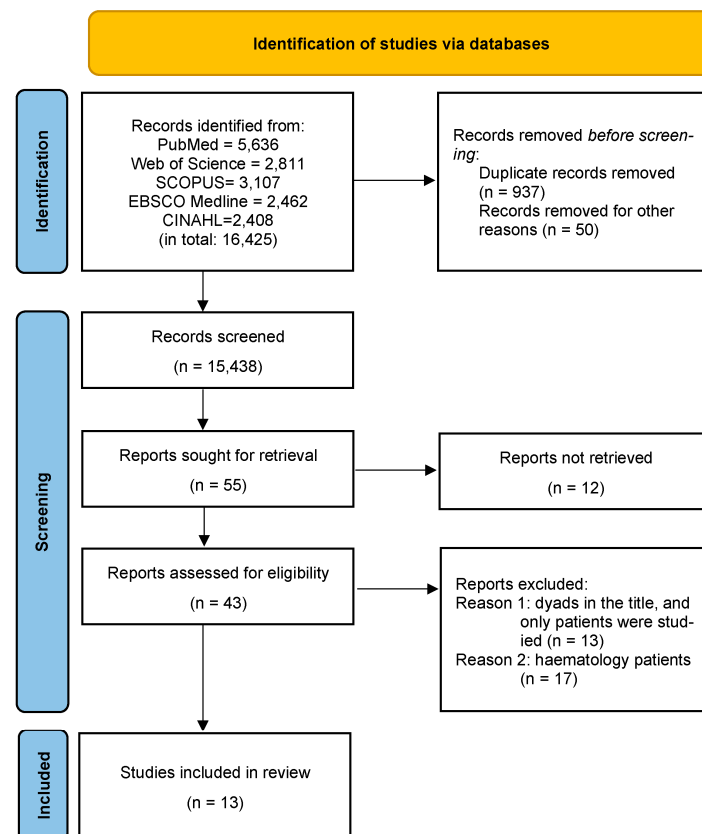 Identification of studies via databases
Identification
Records identified from:
PubMed = 5,636
Web of Science = 2,811
SCOPUS= 3,107
EBSCO Medline = 2,462
CINAHL=2,408
(in total: 16,425)
Records removed before screen-
ing:
Duplicate records removed
(n = 937)
Records removed for other
reasons (n = 50)
Screening
Records screened
(n = 15,438)
Reports sought for retrieval
(n = 55)
Reports not retrieved
(n = 12)
Reports assessed for eligibility
(n = 43)
Reports excluded:
Reason 1: dyads in the title, and
only patients were stud-
ied (n = 13)
Reason 2: haematology patients
(n = 17)
Included
Studies included in review
(n = 13)